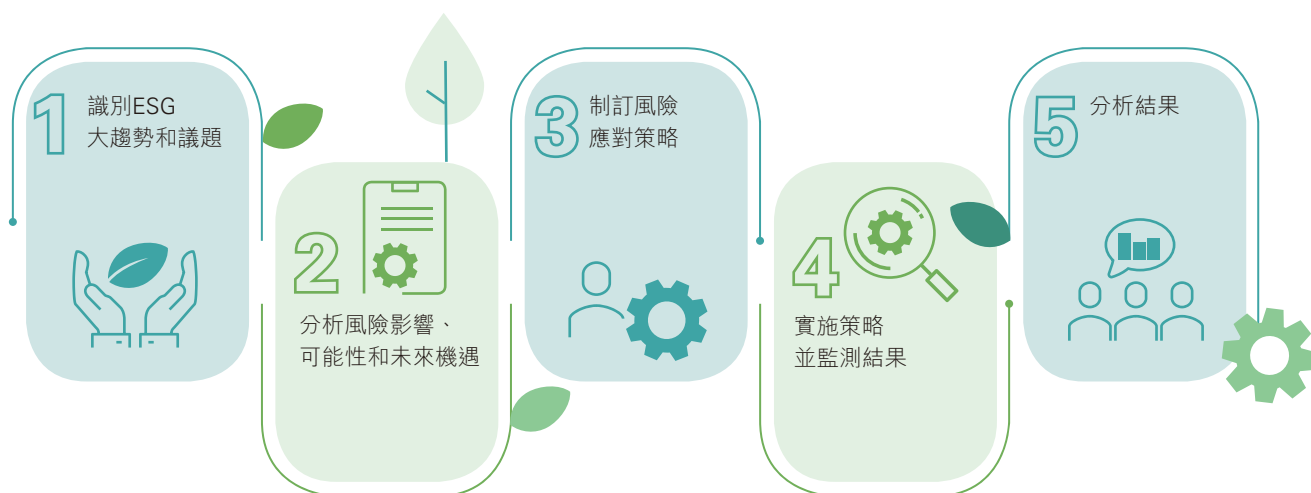 1
識別ESG
大趨勢和議題
2
分析風險影響、
可能性和未來機遇
3
制訂風險
應對策略
4
實施策略
並監測結果
5
分析結果